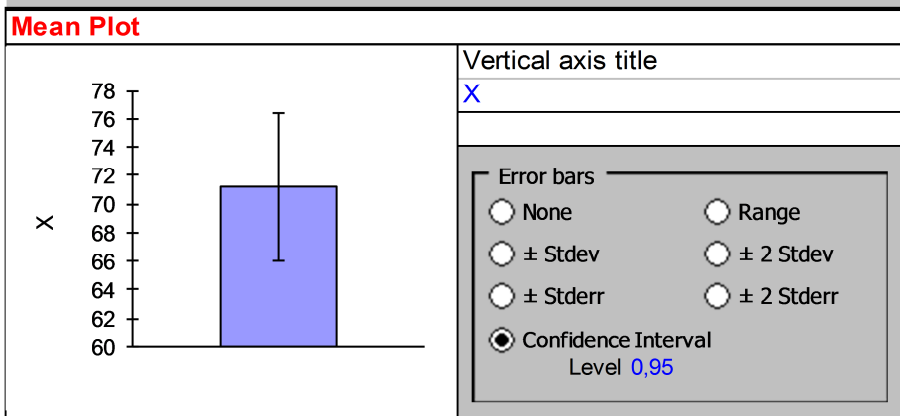 Mean Plot
Vertical axis title
X
78
76
74
72
70
68
66
64
62
60
X
Error bars
None
Range
± Stdev
± 2 Stdev
± Stderr
± 2 Stderr
Confidence Interval
Level 0,95